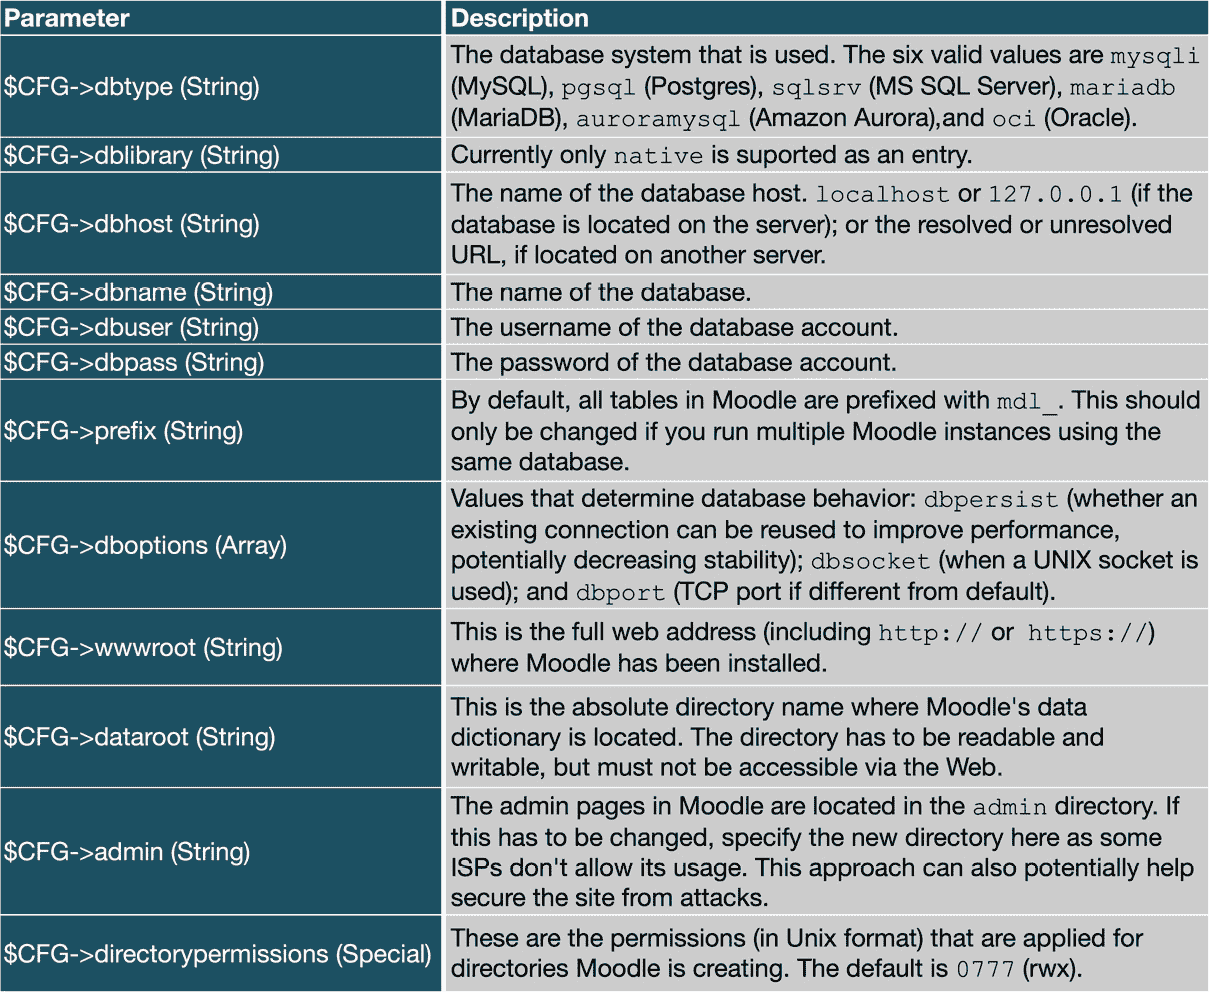 Parameter
Description
$CFG->dbtype (String)
The database system that is used. The six valid values are mysqli
(MySQL), pgsql (Postgres), sqlsrv (MS SQL Server), mariadb
(MariaDB), auroramysql (Amazon Aurora),and oci (Oracle).
$CFG->dblibrary (String)
Currently only native is suported as an entry.
$CFG->dbhost (String)
The name of the database host. localhost or 127.0.0.1 (if the
database is located on the server); or the resolved or unresolved
URL, if located on another server.
$CFG->dbname (String)
The name of the database.
$CFG->dbuser (String)
The username of the database account.
$CFG->dbpass (String)
The password of the database account.
$CFG->prefix (String)
By default, all tables in Moodle are prefixed with mdl_. This should
only be changed if you run multiple Moodle instances using the
same database.
$CFG->dboptions (Array)
Values that determine database behavior: dbpersist (whether an
existing connection can be reused to improve performance,
potentially decreasing stability); dbsocket (when a UNIX socket is
used); and dbport (TCP port if different from default).
$CFG->wwwroot (String)
This is the full web address (including http:// or https://)
where Moodle has been installed.
$CFG->dataroot (String)
This is the absolute directory name where Moodle's data
dictionary is located. The directory has to be readable and
writable, but must not be accessible via the Web.
$CFG->admin (String)
The admin pages in Moodle are located in the admin directory. If
this has to be changed, specify the new directory here as some
ISPs don't allow its usage. This approach can also potentially help
secure the site from attacks.
$CFG->directorypermissions (Special)
These are the permissions (in Unix format) that are applied for
directories Moodle is creating. The default is 0777 (rwx).